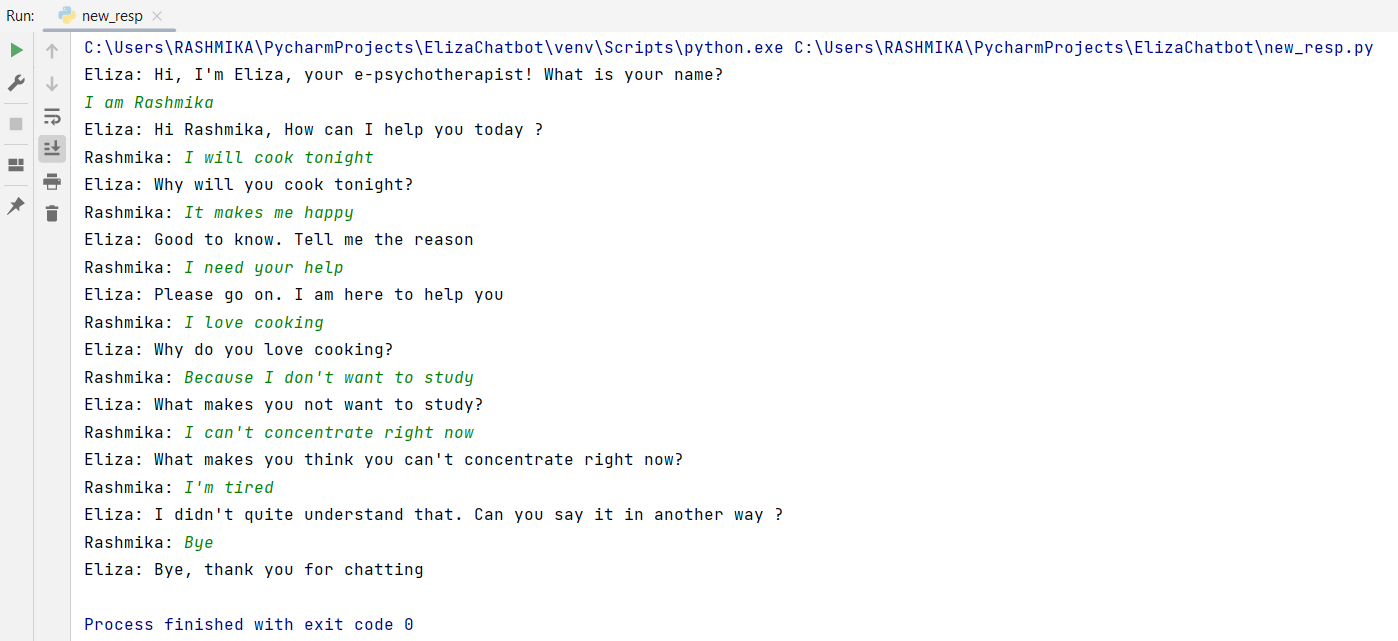 Run: new_resp
C:\Users\RASHMIKA\PycharmProjects\ElizaChatbot\venv\Scripts\python.exe C:\Users\RASHMIKA\PycharmProjects\ElizaChatbot\new_resp.py
Eliza: Hi, I'm Eliza, your e-psychotherapist! What is your name?
I am Rashmika
Eliza: Hi Rashmika, How can I help you today ?
Rashmika: I will cook tonight
Eliza: Why will you cook tonight?
Rashmika: It makes me happy
Eliza: Good to know. Tell me the reason
Rashmika: I need your help
Eliza: Please go on. I am here to help you
Rashmika: I love cooking
Eliza: Why do you love cooking?
Rashmika: Because I don't want to study
Eliza: What makes you not want to study?
Rashmika: I can't concentrate right now
Eliza: What makes you think you can't concentrate right now?
Rashmika: I'm tired
Eliza: I didn't quite understand that. Can you say it in another way ?
Rashmika: Bye
Eliza: Bye, thank you for chatting
Process finished with exit code 0